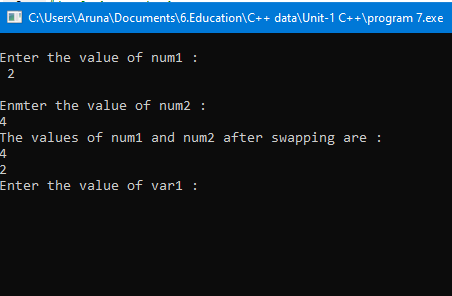 C:\Users\Aruna\Documents\6.Education\C++ data\Unit-1 C++\program 7.exe
Enter the value of num1 :
2
Enmter the value of num2 :
4
The values of num1 and num2 after swapping are :
4
2
Enter the value of var1 :